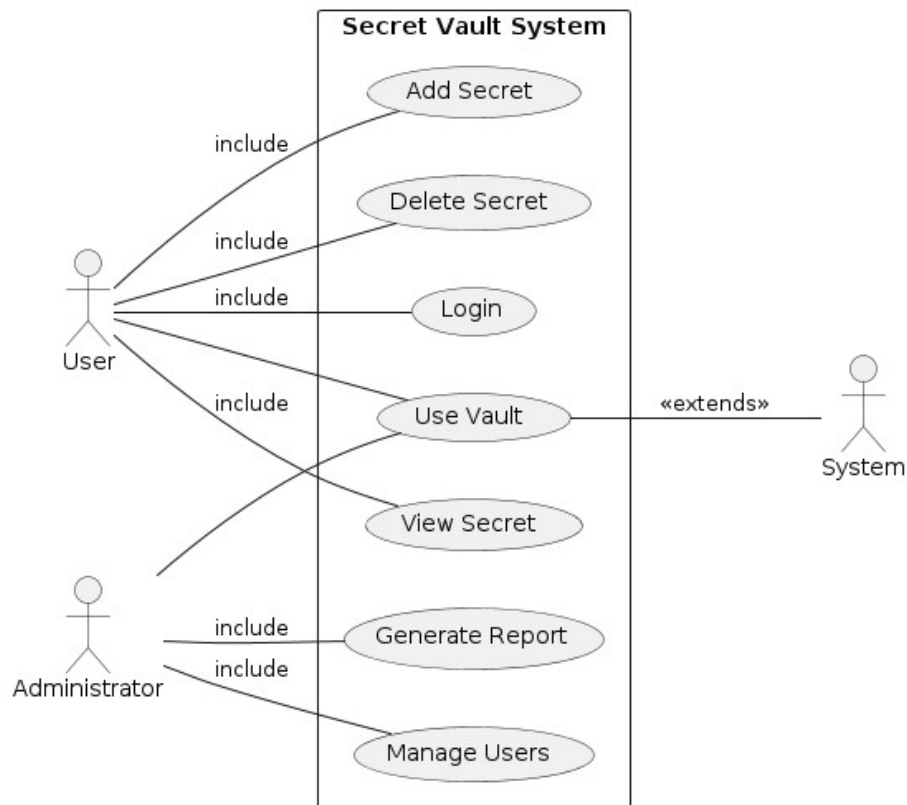 Secret Vault System
Add Secret
include
Delete Secret
include
include
Login
User
include
Use Vault
«extends»
System
View Secret
include
Generate Report
Administrator
include
Manage Users